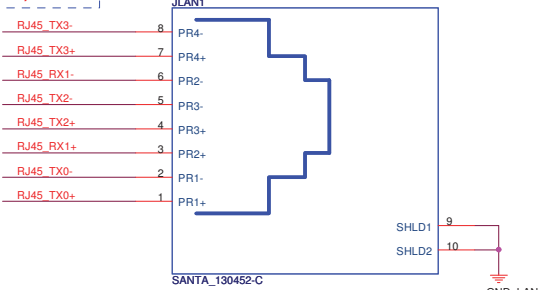 JLAN1
RJ45_TX3- 8 PR4-
RJ45_TX3+ 7 PR4+
RJ45_RX1- 6 PR2-
RJ45_TX2- 5 PR3-
RJ45_TX2+ 4 PR3+
RJ45_RX1+ 3 PR2+
RJ45_TX0- 2 PR1-
RJ45_TX0+ 1 PR1+
SHLD1 9
SHLD2 10
SANTA_130452-C